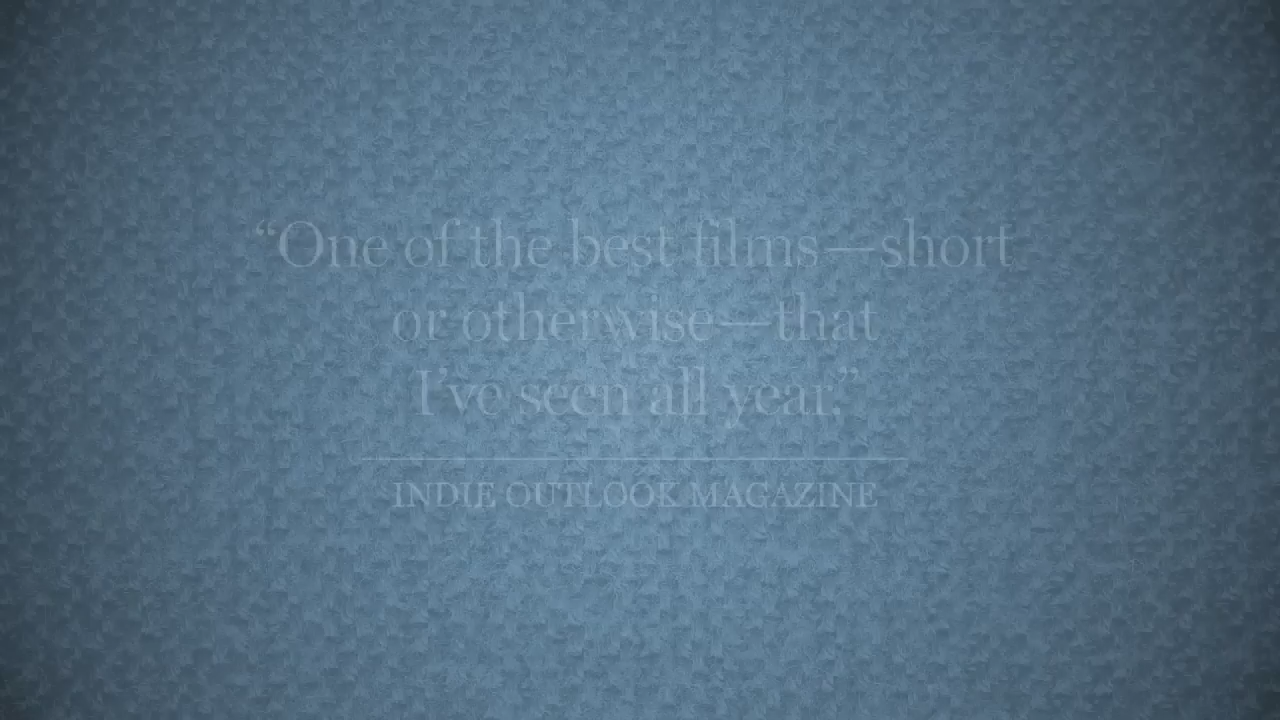 “One of the best films—short
or otherwise—that
I’ve seen all year.”
INDIE OUTLOOK MAGAZINE